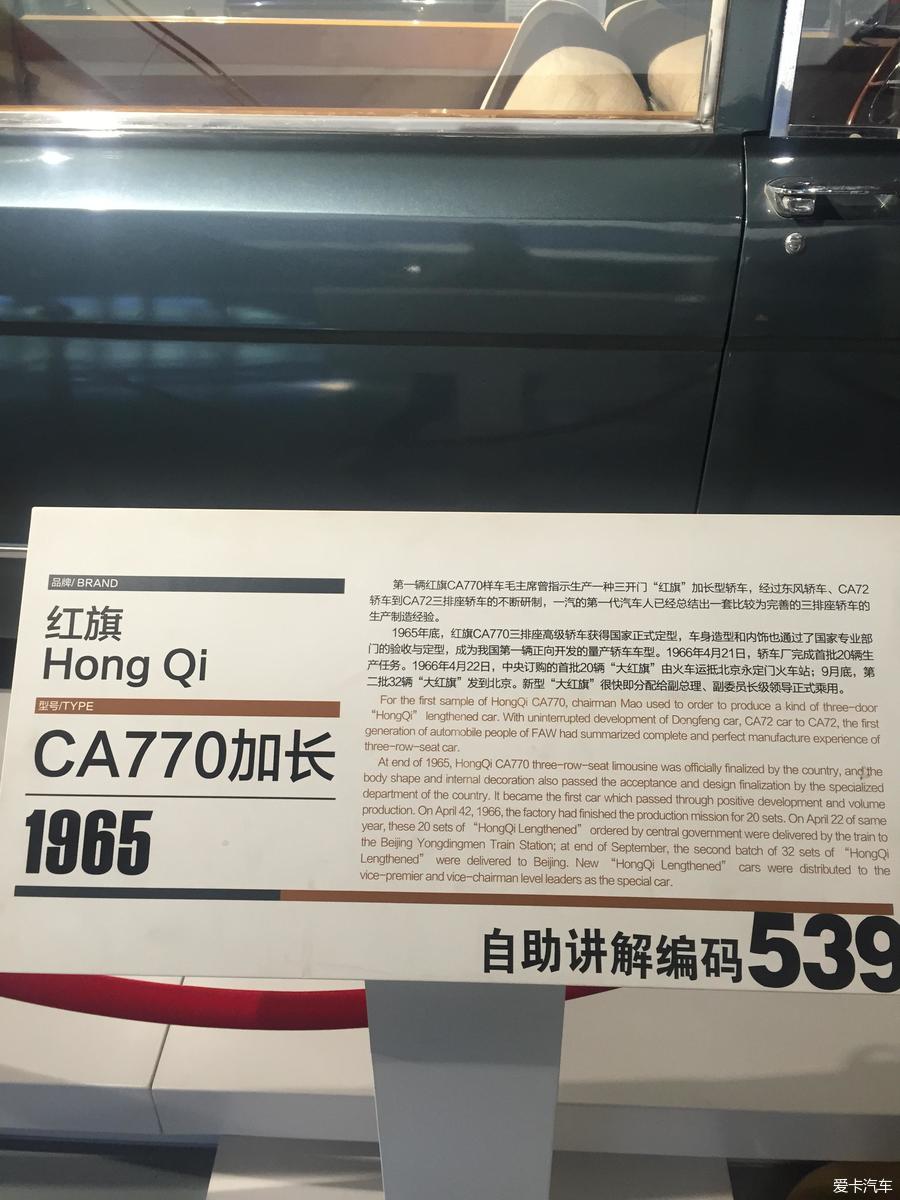 品牌/ BRAND
红旗
Hong Qi
型号/TYPE
CA770加长
1965
第一辆红旗CA770样车毛主席曾指示生产一种三开门“红旗”加长型轿车，经过东风轿车、CA72
轿车到CA72三排座轿车的不断研制，一汽的第一代汽车人已经总结出一套比较为完善的三排座轿车的
生产制造经验。
1965年底，红旗CA770三排座高级轿车获得国家正式定型，车身造型和内饰也通过了国家专业部
门的验收与定型，成为我国第一辆正向开发的量产轿车车型。1966年4月21日，轿车厂完成首批20辆生
产任务。1966年4月22日，中央订购的首批20辆“大红旗”由火车运抵北京永定门火车站；9月底，第
二批32辆“大红旗”发到北京。新型“大红旗”很快即分配给副总理、副委员长级领导正式乘用。
For the first sample of HongQi CA770, chairman Mao used to order to produce a kind of three-door
“HongQi” lengthened car. With uninterrupted development of Dongfeng car, CA72 car to CA72, the first
generation of automobile people of FAW had summarized complete and perfect manufacture experience of
three-row-seat car.
At end of 1965, HongQi CA770 three-row-seat limousine was officially finalized by the country, and the
body shape and internal decoration also passed the acceptance and design finalization by the specialized
department of the country. It became the first car which passed through positive development and volume
production. On April 42, 1966, the factory had finished the production mission for 20 sets. On April 22 of same
year, these 20 sets of “HongQi Lengthened” ordered by central government were delivered by the train to
the Beijing Yongdingmen Train Station; at end of September, the second batch of 32 sets of “HongQi
Lengthened” were delivered to Beijing. New “HongQi Lengthened” cars were distributed to the
vice-premier and vice-chairman level leaders as the special car.
自助讲解编码539
爱卡汽车